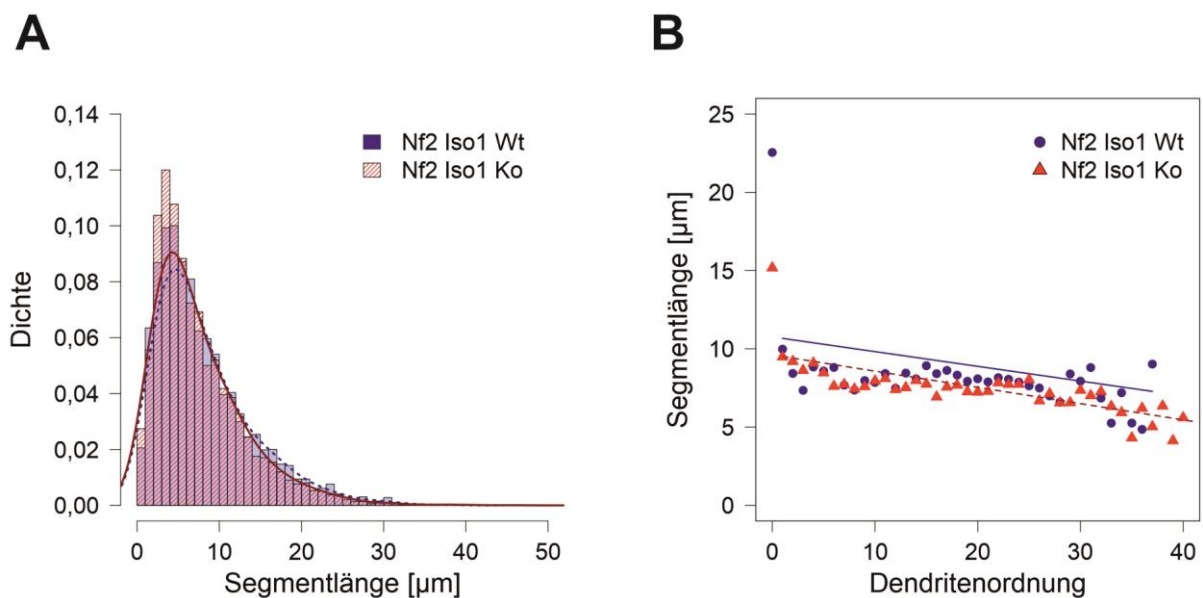 A
Dichte
0,14
0,12
0,10
0,08
0,06
0,04
0,02
0,00
Nf2 Iso1 Wt
Nf2 Iso1 Ko
0 10 20 30 40 50
Segmentlänge [µm]
B
Segmentlänge [µm]
25
20
15
10
5
0
Nf2 Iso1 Wt
Nf2 Iso1 Ko
0 10 20 30 40
Dendritenordnung